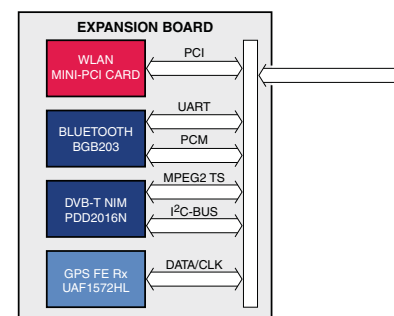 EXPANSION BOARD
WLAN
MINI-PCI CARD
PCI
BLUETOOTH
BGB203
UART
PCM
DVB-T NIM
PDD2016N
MPEG2 TS
I²C-BUS
GPS FE Rx
UAF1572HL
DATA/CLK